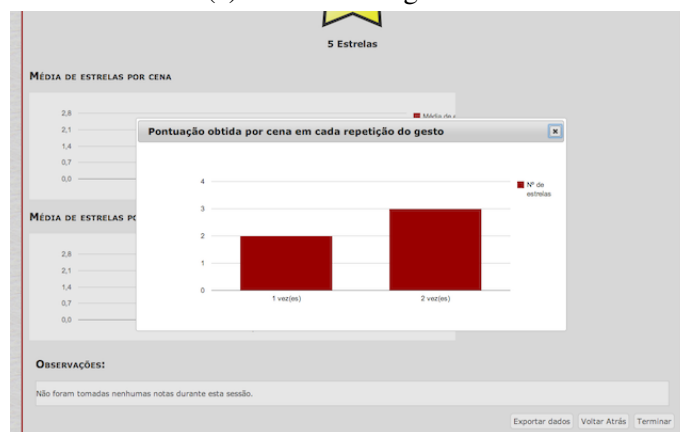 5 Estrelas
MÉDIA DE ESTRELAS POR CENA
2,8
2,1
1,4
0,7
0,0
Média de
Pontuação obtida por cena em cada repetição do gesto
x
4
3
2
1
0
1 vez(es)
2 vez(es)
Nº de
estrelas
MÉDIA DE ESTRELAS PO
2,8
2,1
1,4
0,7
0,0
OBSERVAÇÕES:
Não foram tomadas nenhumas notas durante esta sessão.
Exportar dados Voltar Atrás Terminar